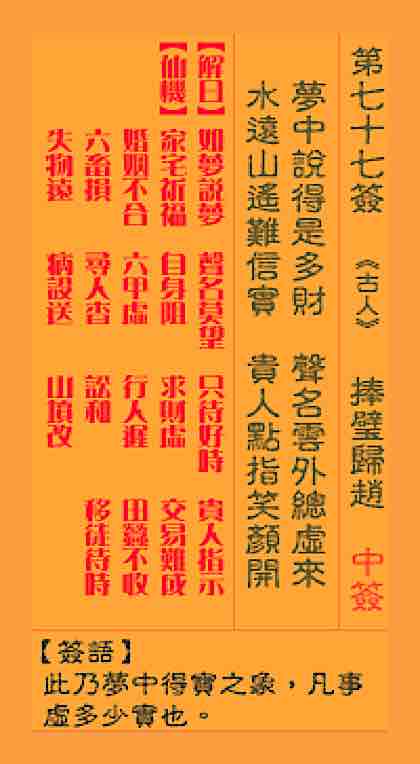 第七十七簽 《古人》 捧璧歸趙 中簽
夢中說得是多財 聲名雲外總虛來
水遠山遙難信實 貴人點指笑顏開
【解曰】如夢說夢 聲名莫望 只待好時 貴人指示
【仙機】家宅祈福 自身阻 求財虛 交易難成
婚姻不合 六甲虛 行人遲 田蠶不收
六畜損 尋人杳 訟和 移徙待時
失物遠 病設送 山墳改
【簽語】
此乃夢中得寶之象，凡事
虛多少實也。